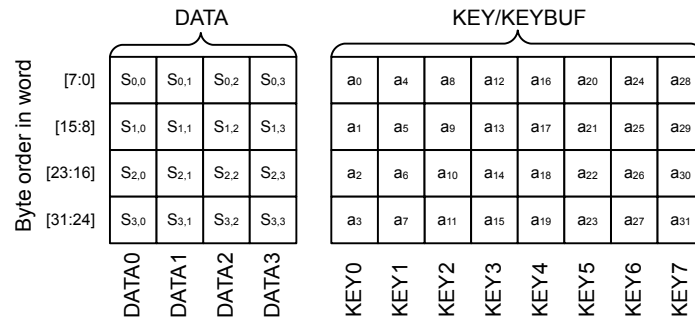 DATA KEY/KEYBUF
Byte order in word
[7:0] S0,0 S0,1 S0,2 S0,3 a0 a4 a8 a12 a16 a20 a24 a28
[15:8] S1,0 S1,1 S1,2 S1,3 a1 a5 a9 a13 a17 a21 a25 a29
[23:16] S2,0 S2,1 S2,2 S2,3 a2 a6 a10 a14 a18 a22 a26 a30
[31:24] S3,0 S3,1 S3,2 S3,3 a3 a7 a11 a15 a19 a23 a27 a31
DATA0 DATA1 DATA2 DATA3 KEY0 KEY1 KEY2 KEY3 KEY4 KEY5 KEY6 KEY7